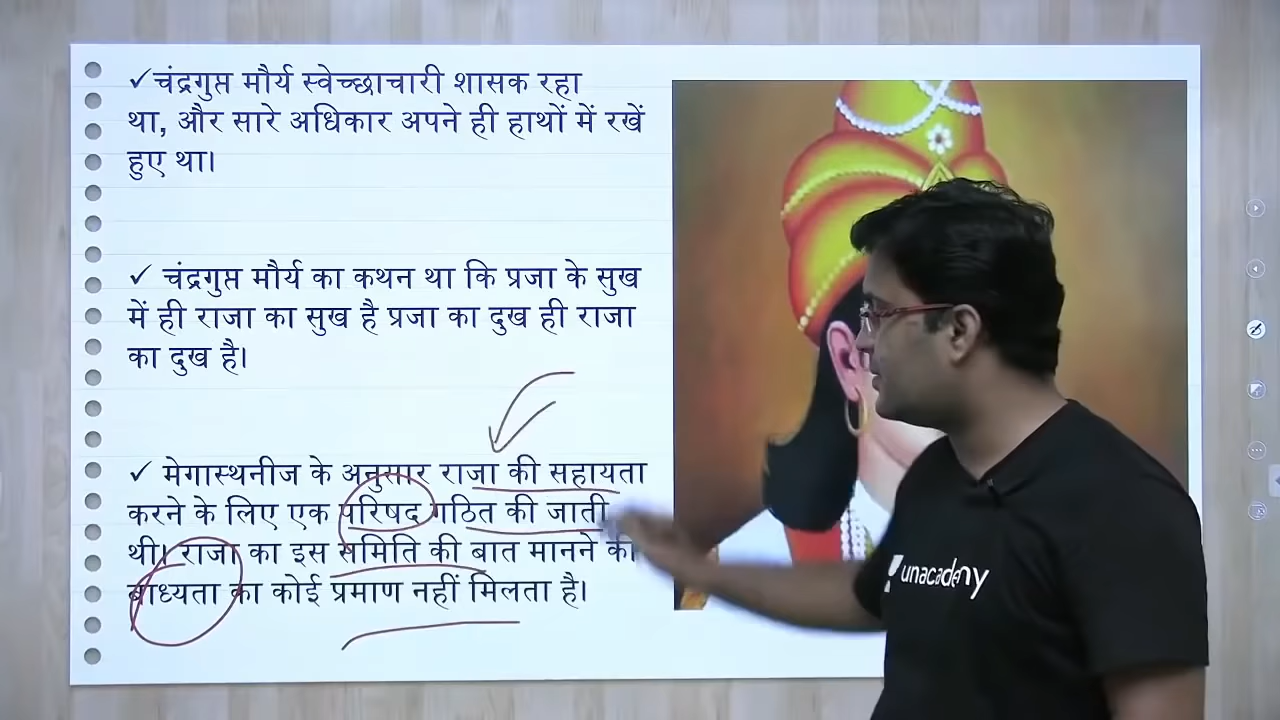 ✓चंद्रगुप्त मौर्य स्वेच्छाचारी शासक रहा
था, और सारे अधिकार अपने ही हाथों में रखें
हुए था।
✓ चंद्रगुप्त मौर्य का कथन था कि प्रजा के सुख
में ही राजा का सुख है प्रजा का दुख ही राजा
का दुख है।
✓ मेगास्थनीज के अनुसार राजा की सहायता
करने के लिए एक परिषद गठित की जाती
थी। राजा का इस समिति की बात मानने की
बाध्यता का कोई प्रमाण नहीं मिलता है।
unacademy